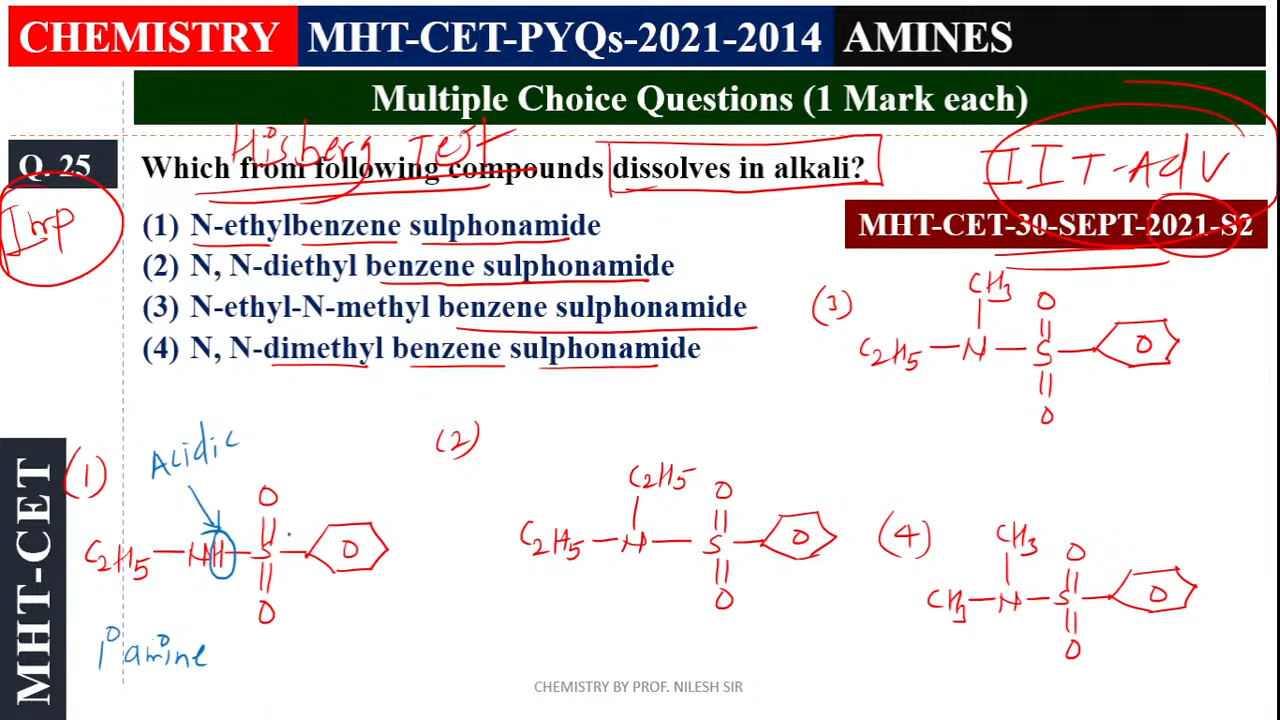 CHEMISTRY MHT-CET-PYQs-2021-2014 AMINES
Multiple Choice Questions (1 Mark each)
Hisberg Test
Q. 25 Which from following compounds dissolves in alkali?
IIT-Adv
Imp
(1) N-ethylbenzene sulphonamide
MHT-CET-30-SEPT-2021-S2
(2) N, N-diethyl benzene sulphonamide
(3) N-ethyl-N-methyl benzene sulphonamide
(4) N, N-dimethyl benzene sulphonamide
(3)
CH3
O
C2H5 — N — S
O
O
(1)
Acidic
O
C2H5 — NH — S
O
O
1° amine
(2)
C2H5
O
C2H5 — N — S
O
O
(4)
CH3
O
CH3 — N — S
O
O
MHT-CET
CHEMISTRY BY PROF. NILESH SIR